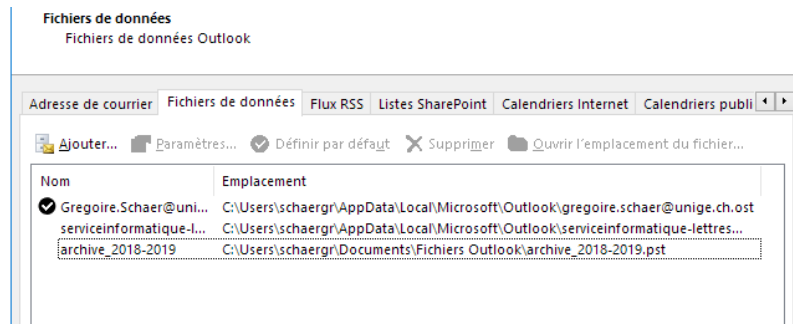 Fichiers de données
Fichiers de données Outlook
Adresse de courrier Fichiers de données Flux RSS Listes SharePoint Calendriers Internet Calendriers publi
Ajouter... Paramètres... Définir par défaut Supprimer Ouvrir l'emplacement du fichier...
Nom Emplacement
Gregoire.Schaer@uni... C:\Users\schaergr\AppData\Local\Microsoft\Outlook\gregoire.schaer@unige.ch.ost
serviceinformatique-l... C:\Users\schaergr\AppData\Local\Microsoft\Outlook\serviceinformatique-lettres...
archive_2018-2019 C:\Users\schaergr\Documents\Fichiers Outlook\archive_2018-2019.pst